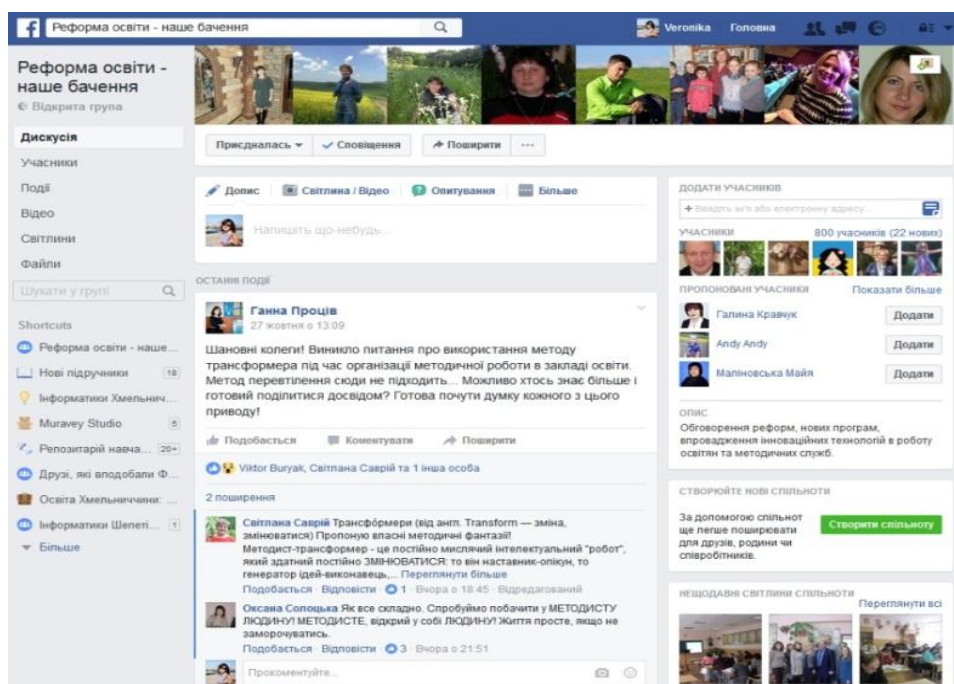 Реформа освіти - наше бачення
Veronika Головна
Реформа освіти -
наше бачення
Відкрита група
Дискусія
Учасники
Події
Відео
Світлини
Файли
Шукати у групі
Shortcuts
Реформа освіти - наше...
Нові підручники 18
Інформатики Хмельнич...
Muravey Studio 6
Репозитарій навча... 20+
Друзі, які вподобали Ф...
Освіта Хмельниччини: ...
Інформатики Шепеті... 1
Більше
Приєдналась Сповіщення Поширити ...
Допис Світлина / Відео Опитування Більше
Напишіть що-небудь...
ОСТАННІ ПОДІЇ
Ганна Проців
27 жовтня о 13:09
Шановні колеги! Виникло питання про використання методу
трансформера під час організації методичної роботи в закладі освіти.
Метод перевтілення сюди не підходить... Можливо хтось знає більше і
готовий поділитися досвідом? Готова почути думку кожного з цього
приводу!
Подобається Коментувати Поширити
Viktor Buryak, Світлана Саврій та 1 інша особа
2 поширення
Світлана Саврій Трансфо́рмери (від англ. Transform — зміна,
змінюватися) Пропоную власні методичні фантазії!
Методист-трансформер - це постійно мислячий інтелектуальний "робот",
який здатний постійно ЗМІНЮВАТИСЯ: то він наставник-опікун, то
генератор ідей-виконавець,... Переглянути більше
Подобається · Відповісти · 1 · Вчора о 18:45 · Відредагований
Оксана Солоцька Як все складно. Спробуймо побачити у МЕТОДИСТУ
ЛЮДИНУ! МЕТОДИСТЕ, відкрий у собі ЛЮДИНУ! Життя просте, якщо не
заморочуватись.
Подобається · Відповісти · 3 · Вчора о 21:51
Прокоментуйте...
ДОДАТИ УЧАСНИКІВ
+ Введіть ім'я або електронну адресу...
УЧАСНИКИ 800 учасників (22 нових)
ПРОПОНОВАНІ УЧАСНИКИ Показати більше
Галина Кравчук Додати
Andy Andy Додати
Маліновська Майя Додати
ОПИС
Обговорення реформ, нових програм,
впровадження інноваційних технологій в роботу
освітян та методичних служб.
СТВОРЮЙТЕ НОВІ СПІЛЬНОТИ
За допомогою спільнот
ще легше поширювати
для друзів, родини чи
співробітників.
Створити спільноту
НЕЩОДАВНІ СВІТЛИНИ СПІЛЬНОТИ
Переглянути всі